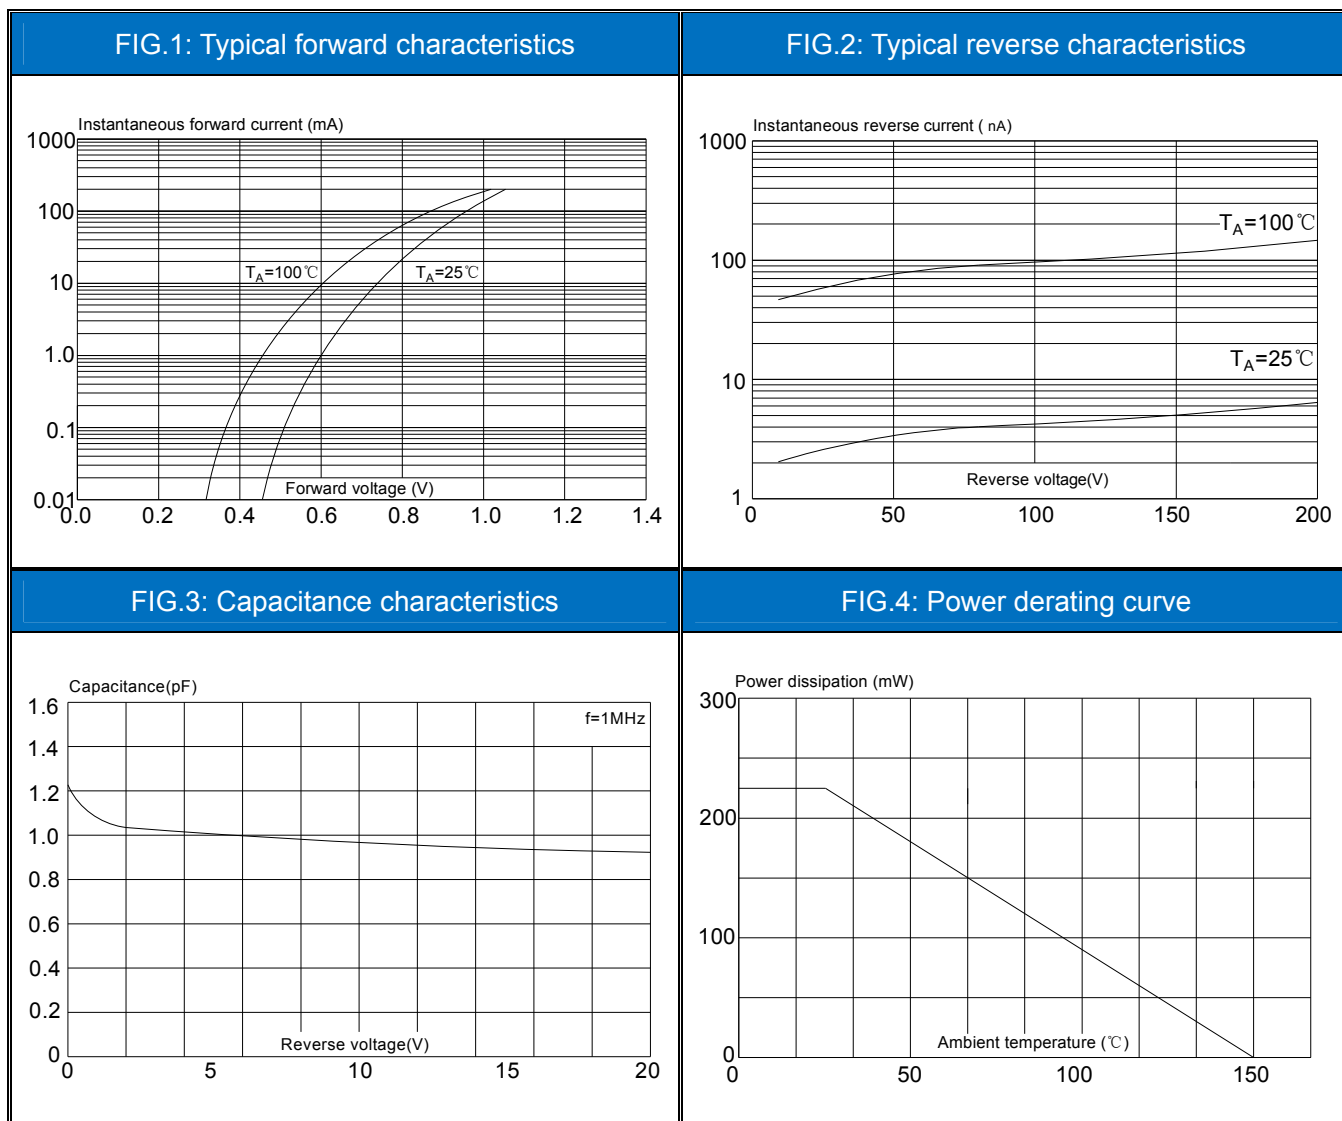 FIG.1: Typical forward characteristics
Instantaneous forward current (mA)
1000
100
10
1.0
0.1
0.01
TA=100℃
TA=25℃
Forward voltage (V)
0.0 0.2 0.4 0.6 0.8 1.0 1.2 1.4
FIG.2: Typical reverse characteristics
Instantaneous reverse current ( nA)
1000
100
10
1
TA=100℃
TA=25℃
Reverse voltage(V)
0 50 100 150 200
FIG.3: Capacitance characteristics
Capacitance(pF)
1.6
1.4
1.2
1.0
0.8
0.6
0.4
0.2
0
f=1MHz
Reverse voltage(V)
0 5 10 15 20
FIG.4: Power derating curve
Power dissipation (mW)
300
200
100
0
Ambient temperature (℃)
0 50 100 150